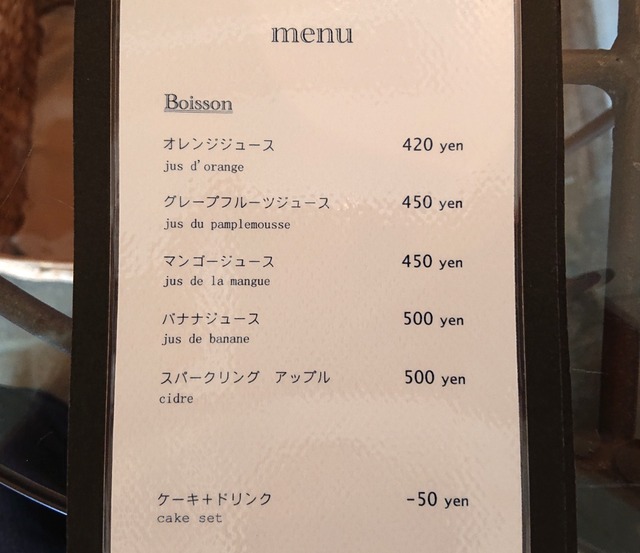 menu
Boisson
オレンジジュース 420 yen
jus d'orange
グレープフルーツジュース 450 yen
jus du pamplemousse
マンゴージュース 450 yen
jus de la mangue
バナナジュース 500 yen
jus de banane
スパークリング　アップル 500 yen
cidre
ケーキ＋ドリンク -50 yen
cake set